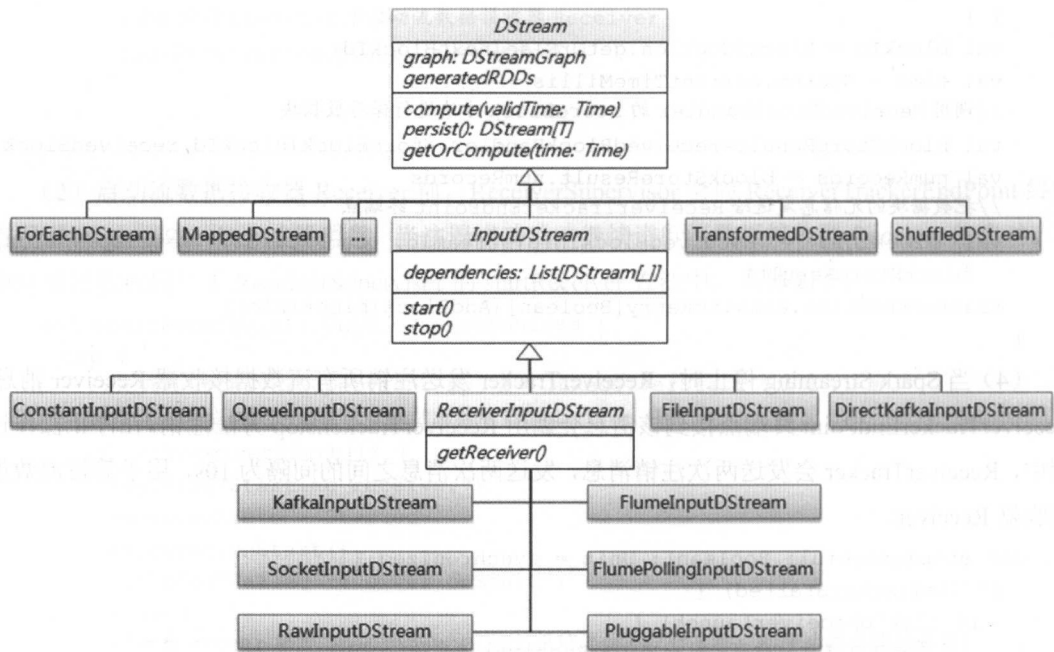 DStream
graph: DStreamGraph
generatedRDDs
compute(validTime: Time)
persist(): DStream[T]
getOrCompute(time: Time)
ForEachDStream
MappedDStream
...
InputDStream
TransformedDStream
ShuffledDStream
dependencies: List[DStream[_]]
start()
stop()
ConstantInputDStream
QueueInputDStream
ReceiverInputDStream
FileInputDStream
DirectKafkaInputDStream
getReceiver()
KafkaInputDStream
FlumeInputDStream
SocketInputDStream
FlumePollingInputDStream
RawInputDStream
PluggableInputDStream